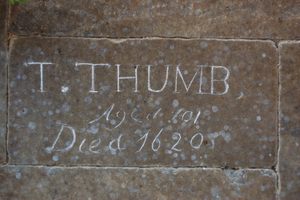 T. THUMB,
Aged 101
Died 1620